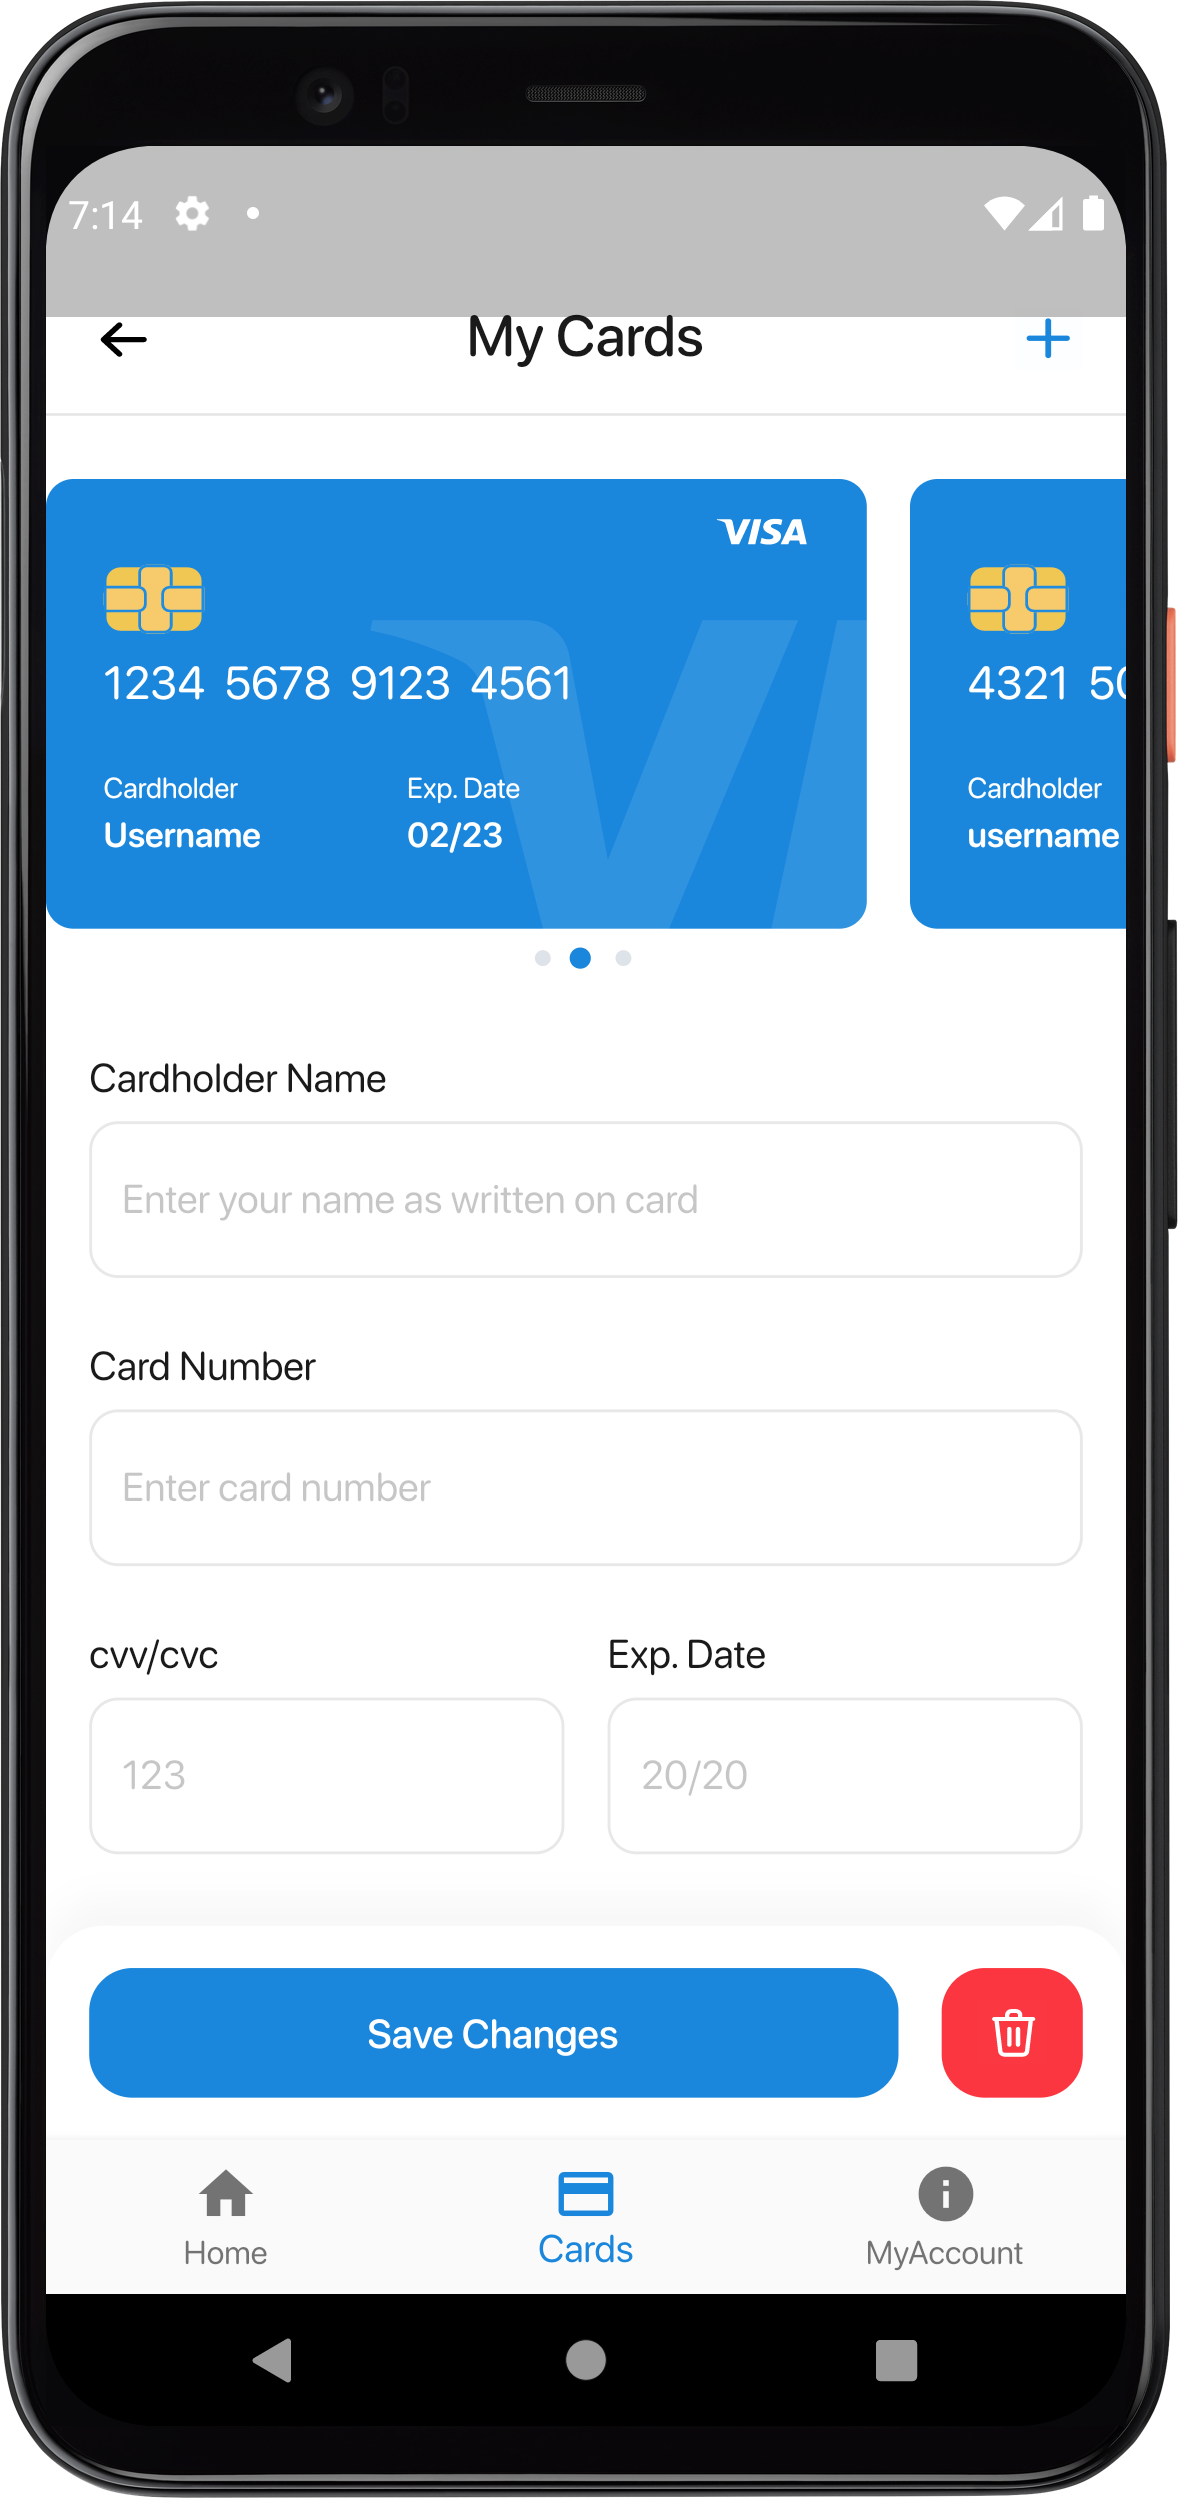 7:14
My Cards
VISA
1234 5678 9123 4561
4321
Cardholder
Exp. Date
Cardholder
Username
02/23
username
Cardholder Name
Enter your name as written on card
Card Number
Enter card number
cvv/cvc
Exp. Date
123
20/20
Save Changes
Home
Cards
MyAccount